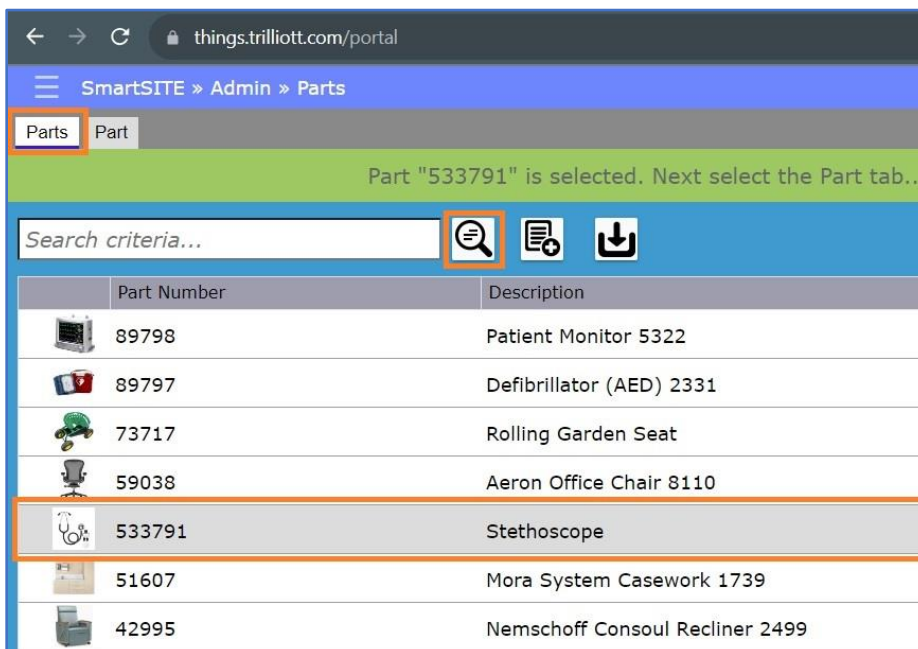 things.trilliott.com/portal
SmartSITE » Admin » Parts
Parts Part
Part "533791" is selected. Next select the Part tab..
Search criteria...
Part Number Description
89798 Patient Monitor 5322
89797 Defibrillator (AED) 2331
73717 Rolling Garden Seat
59038 Aeron Office Chair 8110
533791 Stethoscope
51607 Mora System Casework 1739
42995 Nemschoff Consoul Recliner 2499